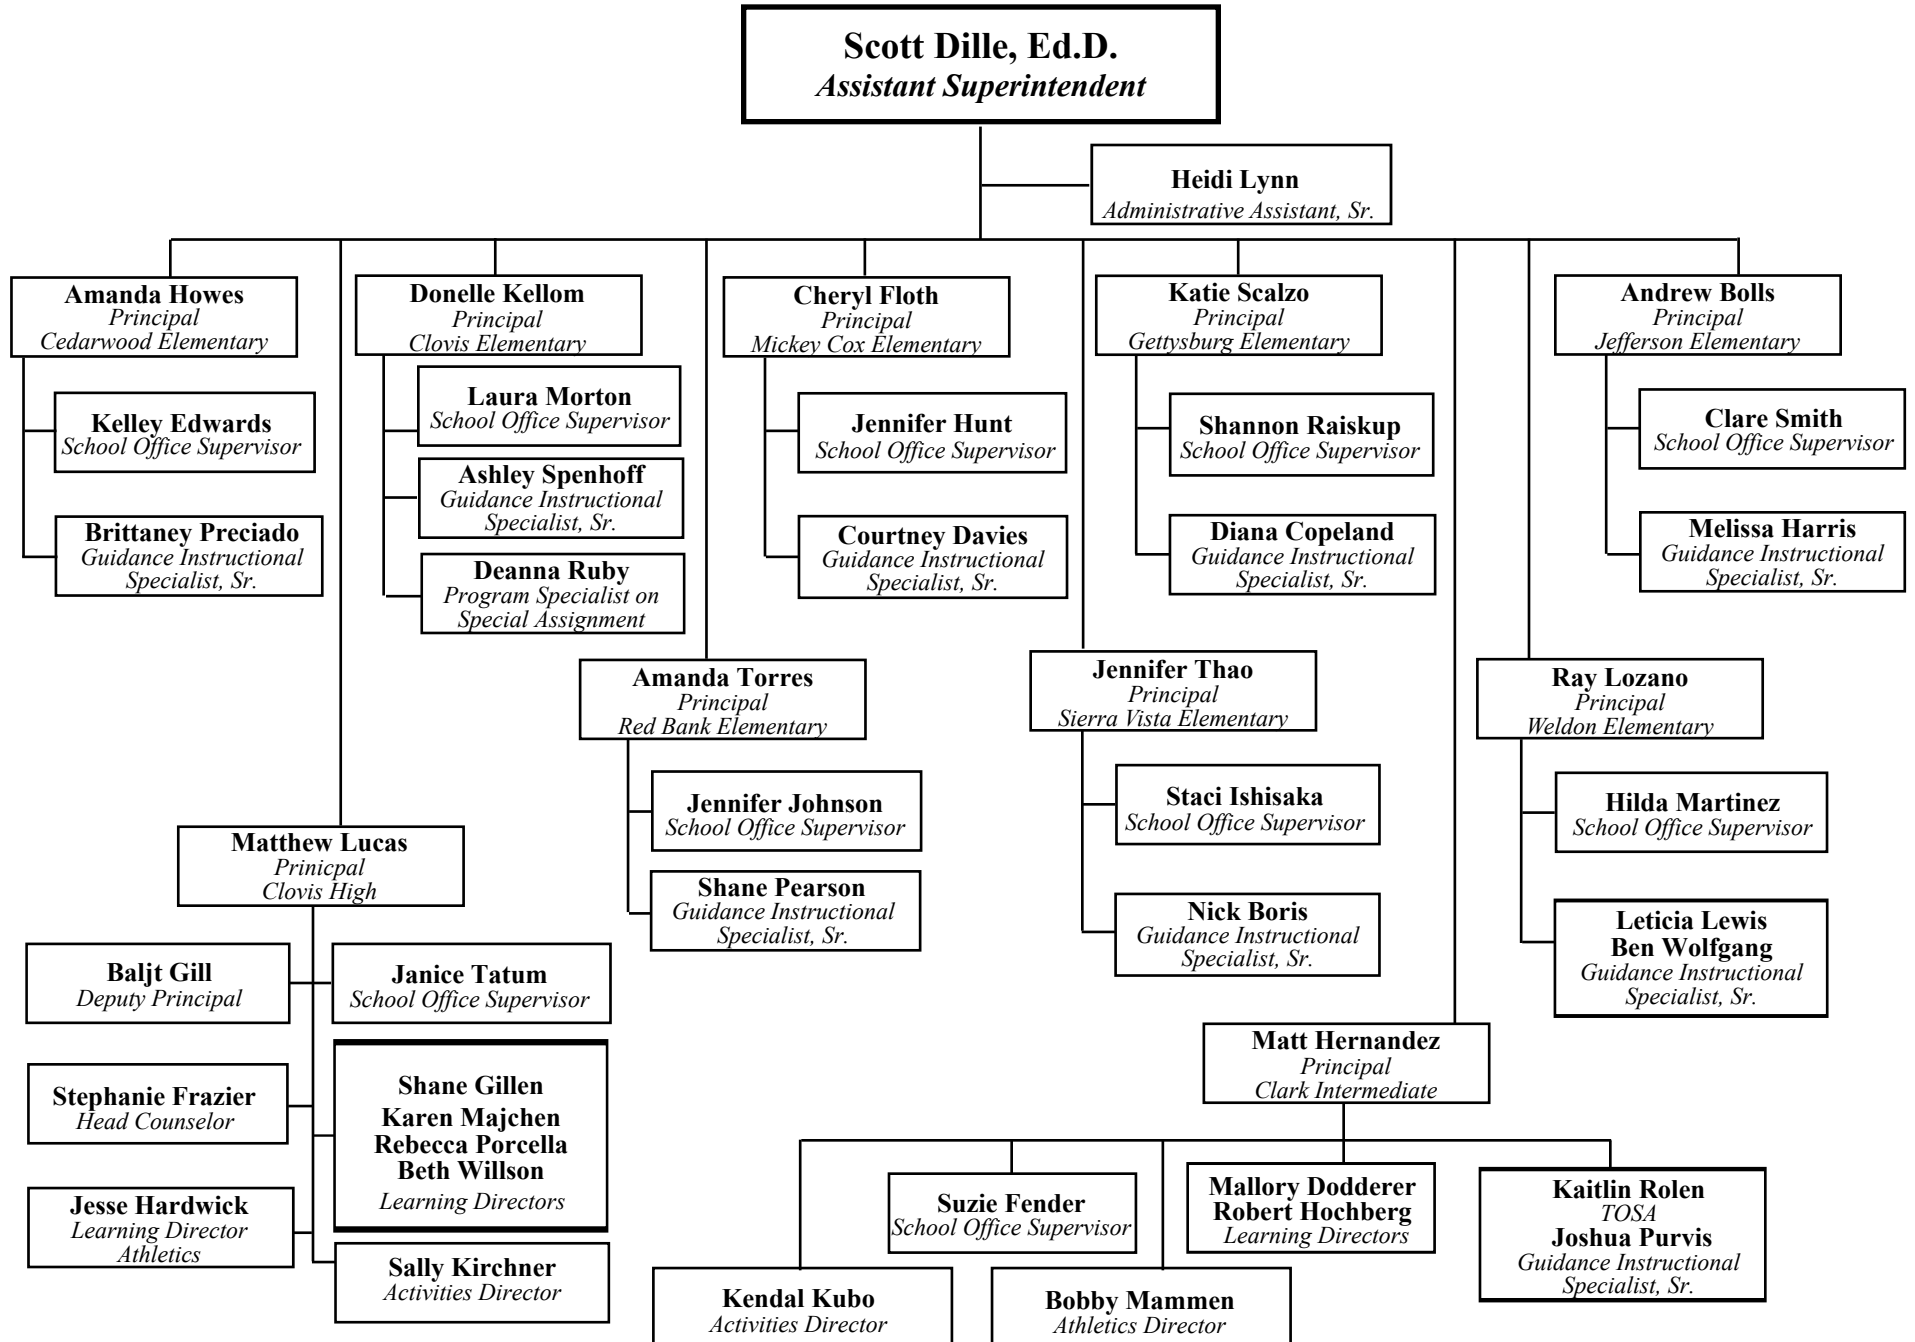 Scott Dille, Ed.D.
Assistant Superintendent
Heidi Lynn
Administrative Assistant, Sr.
Amanda Howes
Principal
Cedarwood Elementary
Kelley Edwards
School Office Supervisor
Brittaney Preciado
Guidance Instructional
Specialist, Sr.
Donelle Kellom
Principal
Clovis Elementary
Laura Morton
School Office Supervisor
Ashley Spenhoff
Guidance Instructional
Specialist, Sr.
Deanna Ruby
Program Specialist on
Special Assignment
Cheryl Floth
Principal
Mickey Cox Elementary
Jennifer Hunt
School Office Supervisor
Courtney Davies
Guidance Instructional
Specialist, Sr.
Katie Scalzo
Principal
Gettysburg Elementary
Shannon Raiskup
School Office Supervisor
Diana Copeland
Guidance Instructional
Specialist, Sr.
Andrew Bolls
Principal
Jefferson Elementary
Clare Smith
School Office Supervisor
Melissa Harris
Guidance Instructional
Specialist, Sr.
Amanda Torres
Principal
Red Bank Elementary
Jennifer Johnson
School Office Supervisor
Shane Pearson
Guidance Instructional
Specialist, Sr.
Jennifer Thao
Principal
Sierra Vista Elementary
Staci Ishisaka
School Office Supervisor
Nick Boris
Guidance Instructional
Specialist, Sr.
Ray Lozano
Principal
Weldon Elementary
Hilda Martinez
School Office Supervisor
Leticia Lewis
Ben Wolfgang
Guidance Instructional
Specialist, Sr.
Matthew Lucas
Prinicpal
Clovis High
Baljt Gill
Deputy Principal
Janice Tatum
School Office Supervisor
Stephanie Frazier
Head Counselor
Shane Gillen
Karen Majchen
Rebecca Porcella
Beth Willson
Learning Directors
Jesse Hardwick
Learning Director
Athletics
Sally Kirchner
Activities Director
Matt Hernandez
Principal
Clark Intermediate
Suzie Fender
School Office Supervisor
Mallory Dodderer
Robert Hochberg
Learning Directors
Kaitlin Rolen
TOSA
Joshua Purvis
Guidance Instructional
Specialist, Sr.
Kendal Kubo
Activities Director
Bobby Mammen
Athletics Director